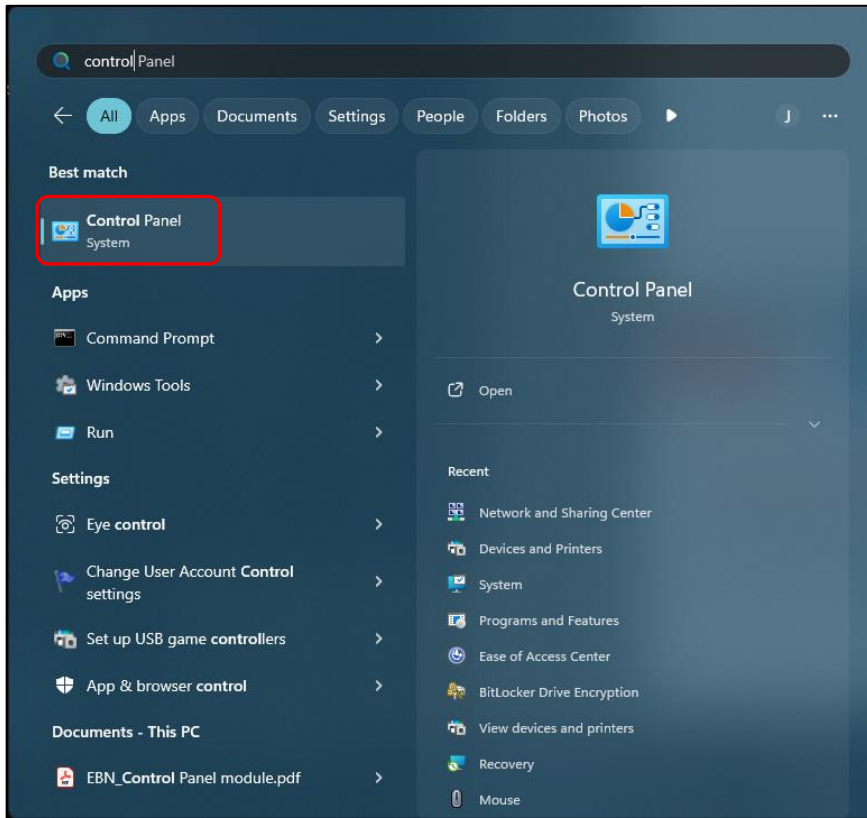 control Panel
All Apps Documents Settings People Folders Photos J ...
Best match
Control Panel
System
Apps
Command Prompt
Windows Tools
Run
Settings
Eye control
Change User Account Control
settings
Set up USB game controllers
App & browser control
Documents - This PC
EBN_Control Panel module.pdf
Control Panel
System
Open
Recent
Network and Sharing Center
Devices and Printers
System
Programs and Features
Ease of Access Center
BitLocker Drive Encryption
View devices and printers
Recovery
Mouse